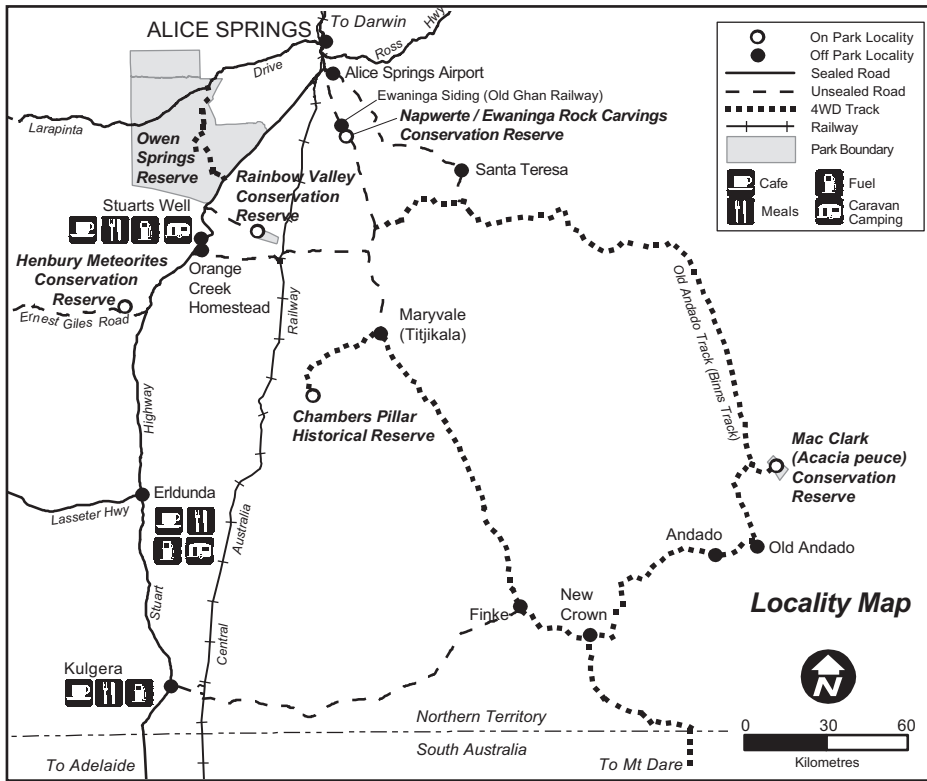 To Darwin
ALICE SPRINGS
Ross
Hwy
Drive
Alice Springs Airport
Larapinta
Ewaninga Siding (Old Ghan Railway)
Napwerte / Ewaninga Rock Carvings
Conservation Reserve
Owen
Springs
Reserve
Santa Teresa
Rainbow Valley
Conservation
Reserve
Stuarts Well
Henbury Meteorites
Conservation
Reserve
Orange
Creek
Homestead
Ernest Giles Road
Railway
Maryvale
(Titjikala)
Old Andado Track (Binns Track)
Chambers Pillar
Historical Reserve
Highway
Mac Clark
(Acacia peuce)
Conservation
Reserve
Erldunda
Lasseter Hwy
Australia
Andado
Old Andado
Stuart
Finke
New
Crown
Central
Kulgera
Northern Territory
South Australia
To Adelaide
To Mt Dare
On Park Locality
Off Park Locality
Sealed Road
Unsealed Road
4WD Track
Railway
Park Boundary
Cafe
Fuel
Meals
Caravan
Camping
Locality Map
N
0 30 60
Kilometres